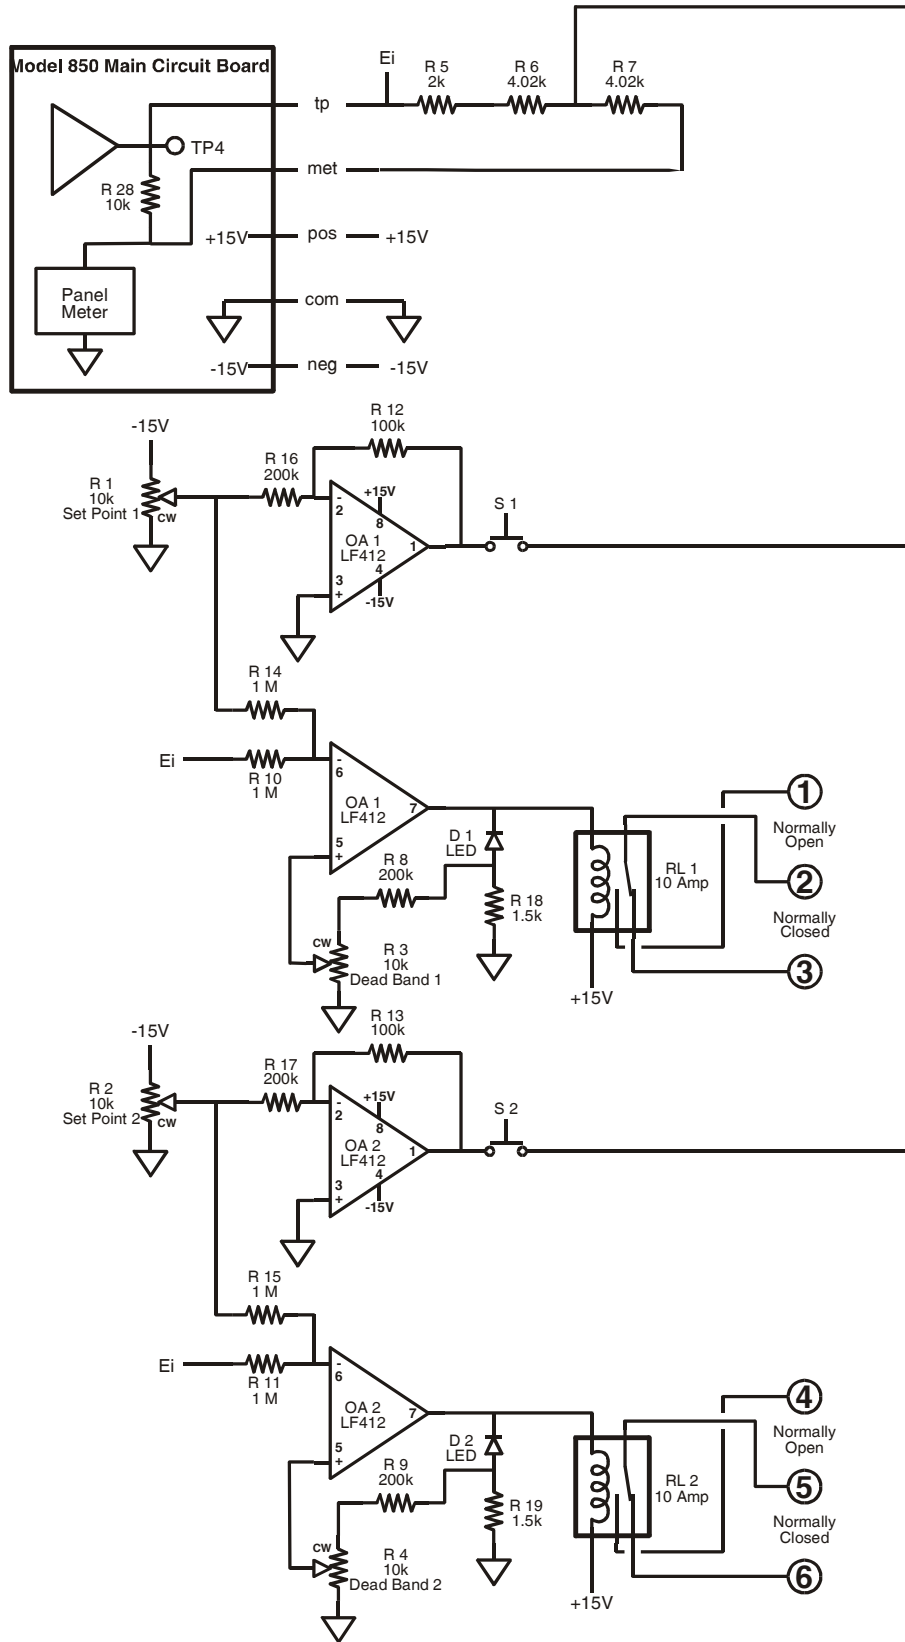 Model 850 Main Circuit Board
TP4
R 28
10k
Panel
Meter
+15V
-15V
tp
met
pos
com
neg
+15V
-15V
Ei
R 5
2k
R 6
4.02k
R 7
4.02k
-15V
R 1
10k
Set Point 1
CW
R 16
200k
R 12
100k
-
2
+15V
8
OA 1
LF412
1
3
+
4
-15V
S 1
R 14
1 M
Ei
R 10
1 M
-
6
OA 1
LF412
7
5
+
D 1
LED
R 8
200k
R 18
1.5k
CW
R 3
10k
Dead Band 1
RL 1
10 Amp
+15V
1
Normally
Open
2
Normally
Closed
3
-15V
R 2
10k
Set Point 2
CW
R 17
200k
R 13
100k
-
2
+15V
8
OA 2
LF412
1
3
+
4
-15V
S 2
R 15
1 M
Ei
R 11
1 M
-
6
OA 2
LF412
7
5
+
D 2
LED
R 9
200k
R 19
1.5k
CW
R 4
10k
Dead Band 2
RL 2
10 Amp
+15V
4
Normally
Open
5
Normally
Closed
6